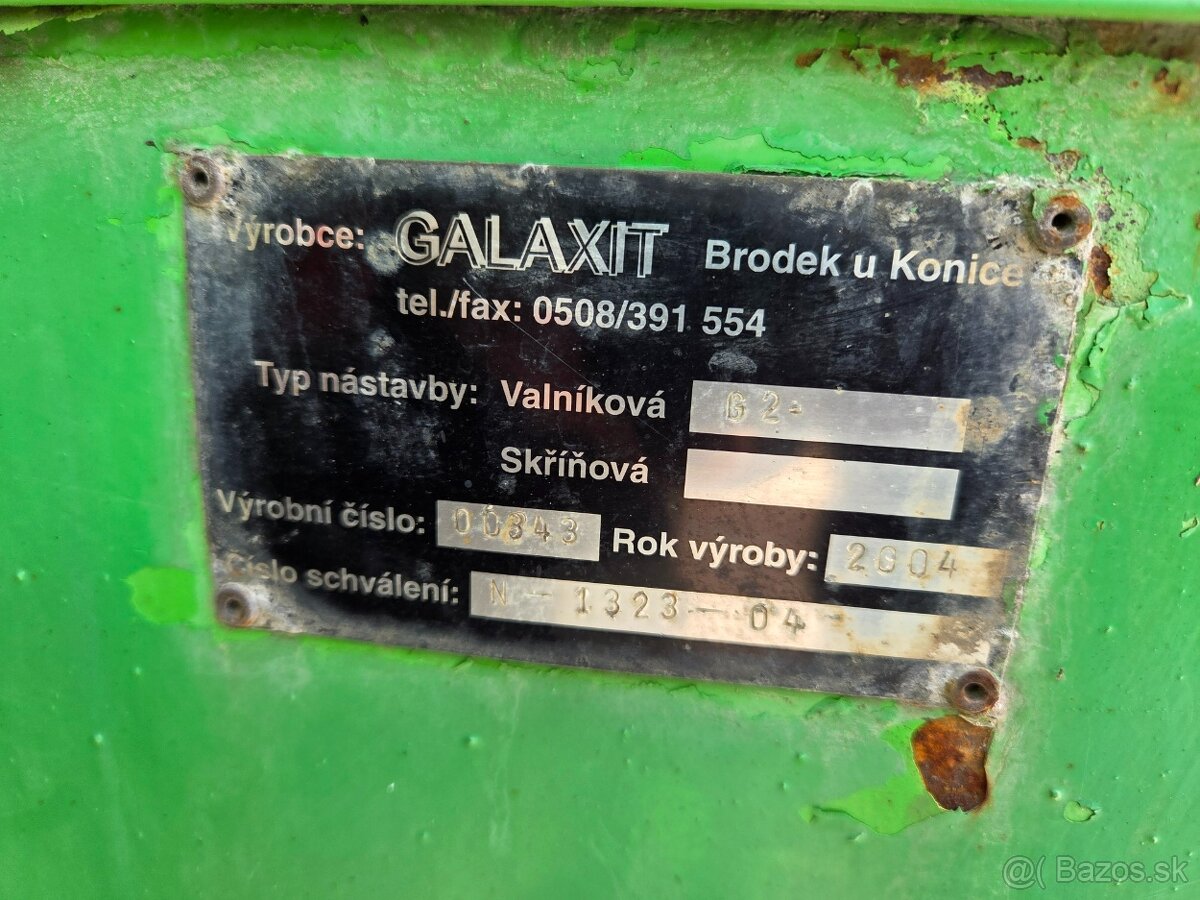 Výrobce: GALAXIT Brodek u Konice
tel./fax: 0508/391 554
Typ nástavby: Valníková G2-
Skříňová
Výrobní číslo: 00843 Rok výroby: 2004
Číslo schválení: N-1323-04
@( Bazos.sk